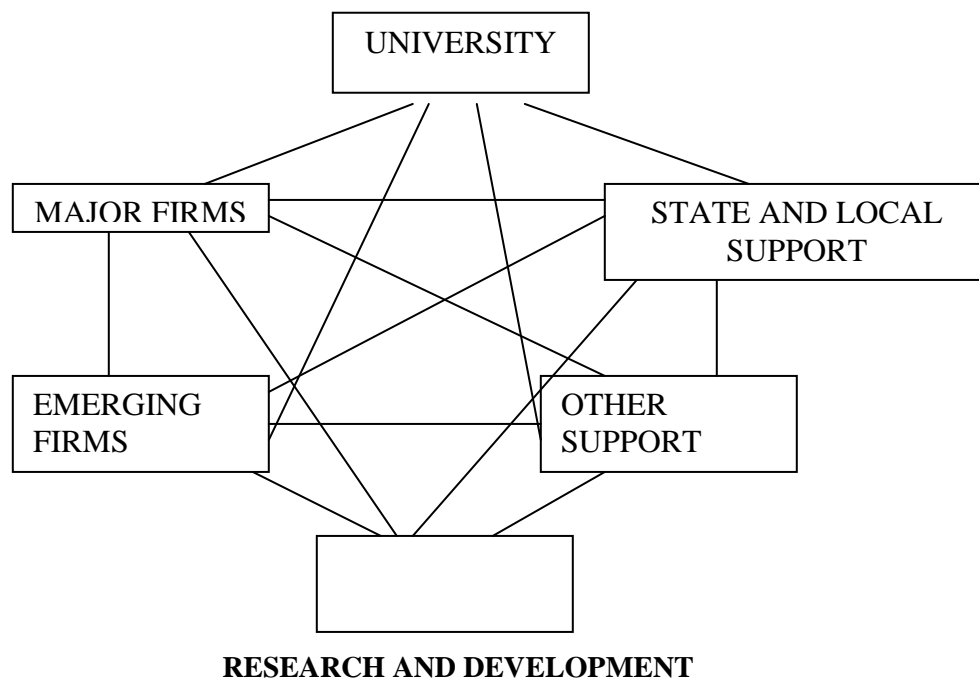 UNIVERSITY
MAJOR FIRMS
STATE AND LOCAL
SUPPORT
EMERGING
FIRMS
OTHER
SUPPORT
RESEARCH AND DEVELOPMENT